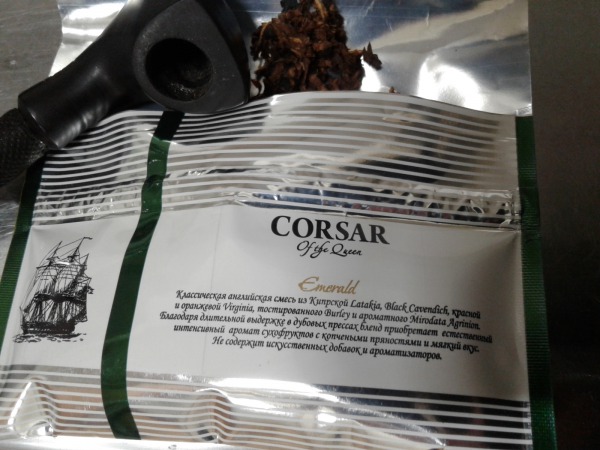 CORSAR
Of the Queen
Emerald
Классическая английская смесь из Кипрской Latakia, Black Cavendich, красной
и оранжевой Virginia, тостированного Burley и ароматного Mirodata Agrinion.
Благодаря длительной выдержке в дубовых прессах бленд приобретает естественный
интенсивный аромат сухофруктов с копчеными пряностями и мягкий вкус.
Не содержит искусственных добавок и ароматизаторов.